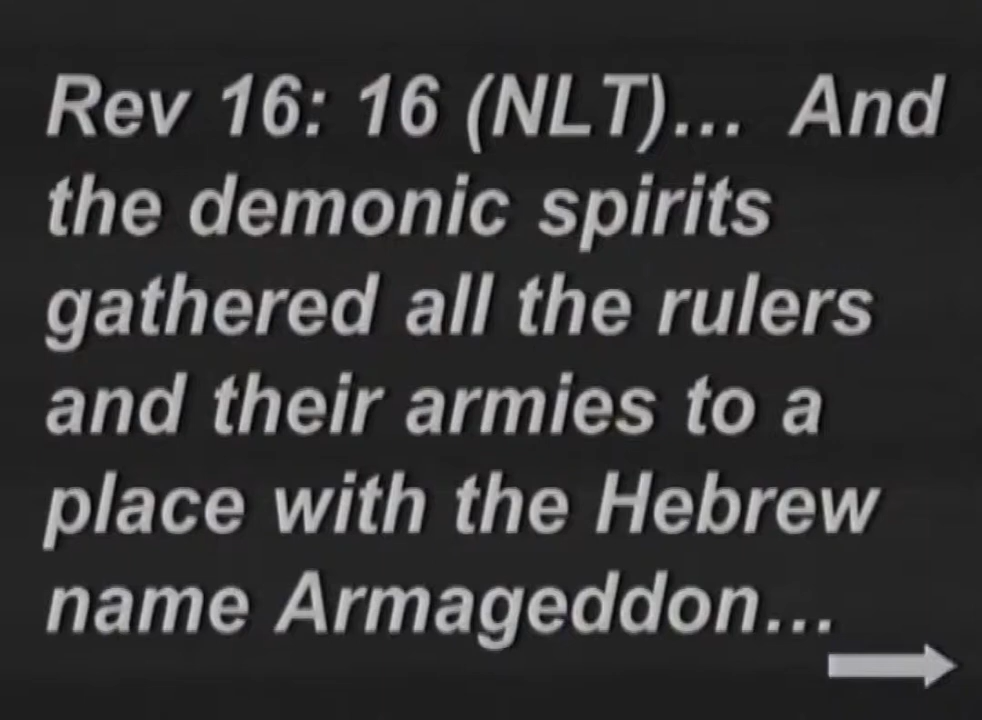 Rev 16: 16 (NLT)... And
the demonic spirits
gathered all the rulers
and their armies to a
place with the Hebrew
name Armageddon...